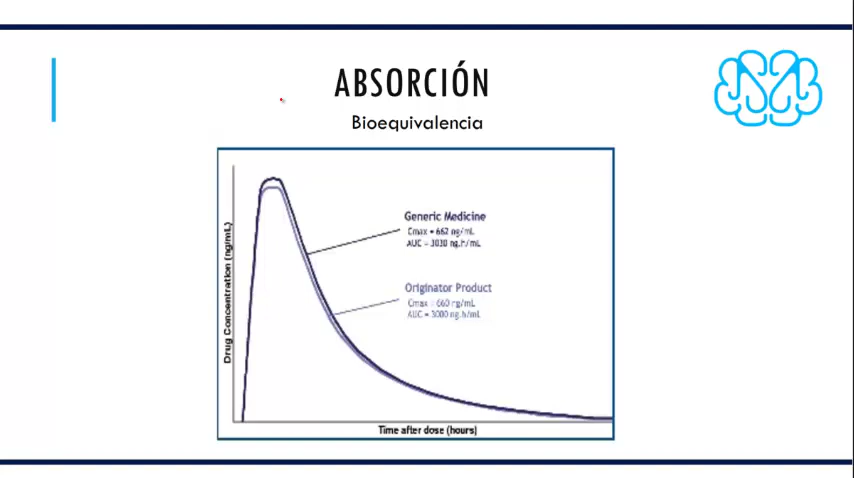 ABSORCIÓN
Bioequivalencia
Generic Medicine
Cmax = 662 ng/mL
AUC = 3030 ng.h/mL
Originator Product
Cmax = 660 ng/mL
AUC = 3000 ng.h/mL
Drug Concentration (ng/mL)
Time after dose (hours)